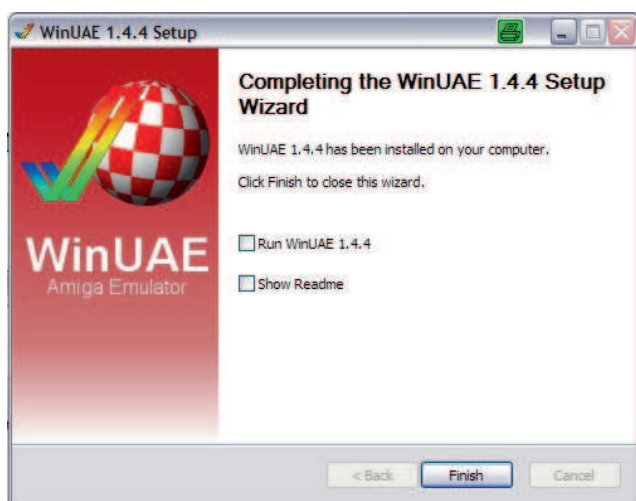 WinUAE 1.4.4 Setup
Completing the WinUAE 1.4.4 Setup
Wizard
WinUAE 1.4.4 has been installed on your computer.
Click Finish to close this wizard.
Run WinUAE 1.4.4
Show Readme
WinUAE
Amiga Emulator
< Back
Finish
Cancel